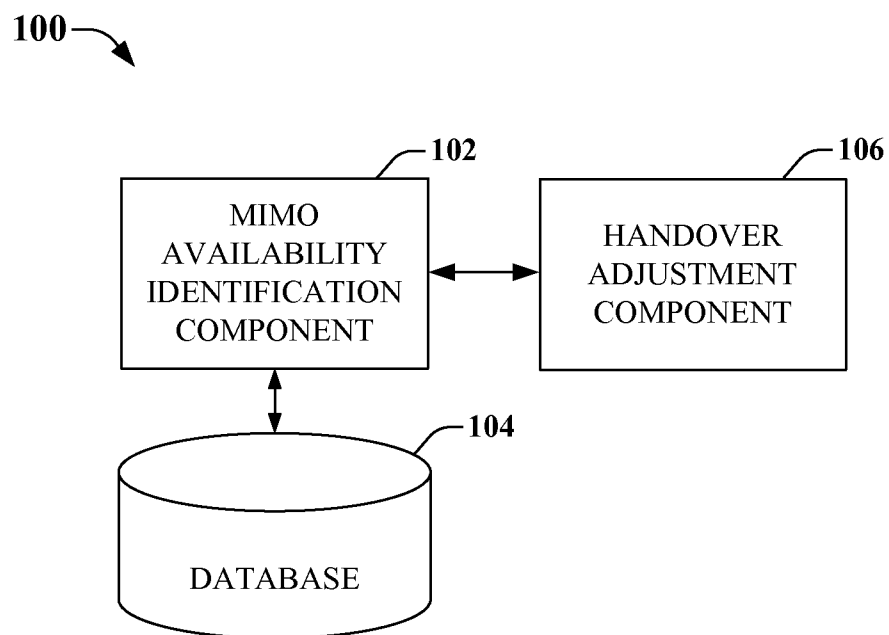 100
102
MIMO
AVAILABILITY
IDENTIFICATION
COMPONENT
106
HANDOVER
ADJUSTMENT
COMPONENT
104
DATABASE